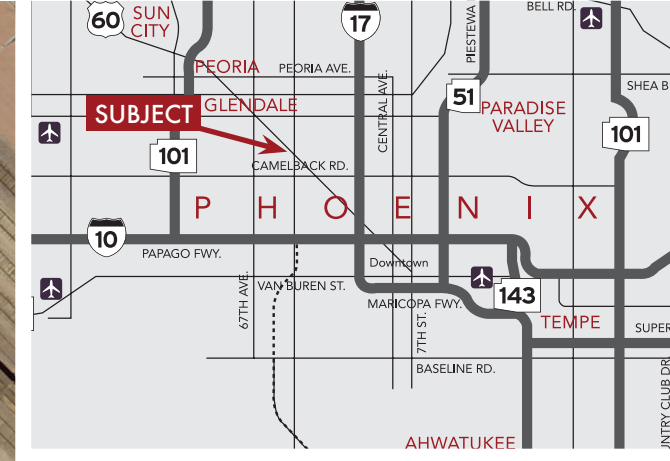 BELL RD.
60
SUN
CITY
17
PIESTEWA
PEORIA
PEORIA AVE.
SHEA B
SUBJECT
GLENDALE
CENTRAL AVE.
51
PARADISE
VALLEY
101
101
CAMELBACK RD.
P H O E N I X
10
PAPAGO FWY.
Downtown
67TH AVE.
VAN BUREN ST.
MARICOPA FWY.
143
7TH ST.
TEMPE
SUPER
BASELINE RD.
NTRY CLUB DR
AHWATUKEE